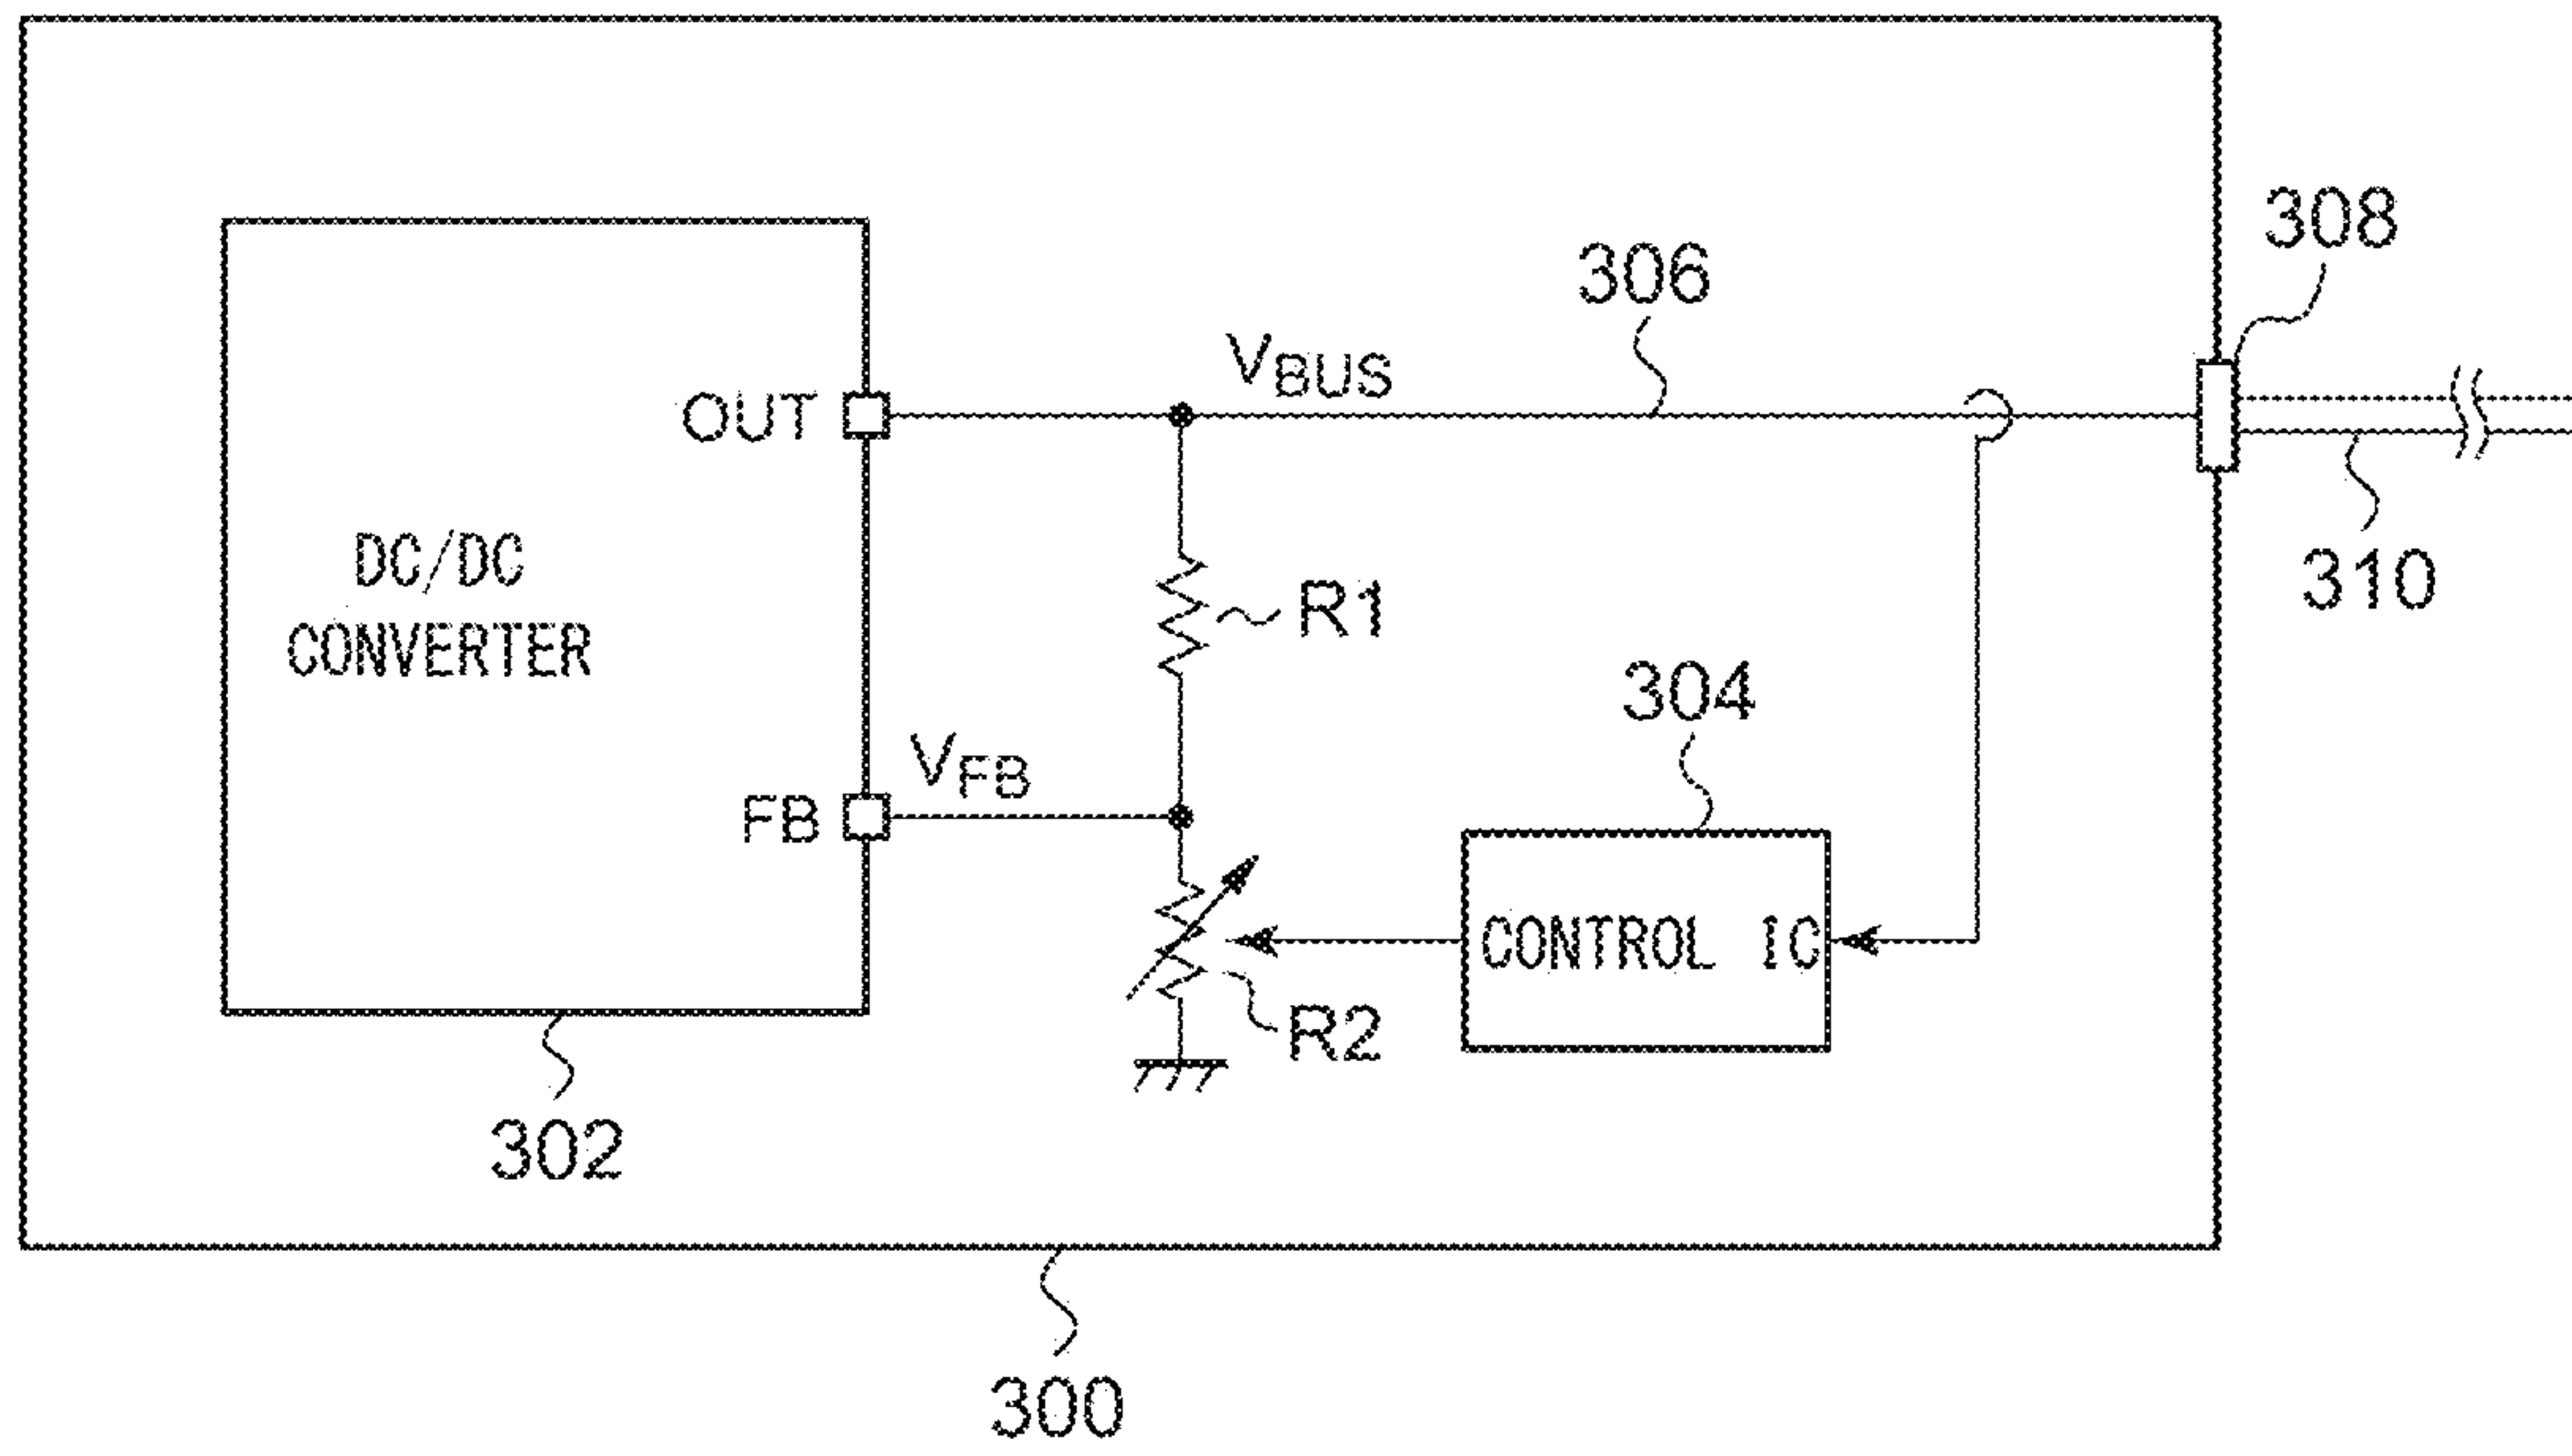 308
306
VBUS
OUT
310
DC/DC
CONVERTER
R1
304
VFB
FB
CONTROL IC
R2
302
300